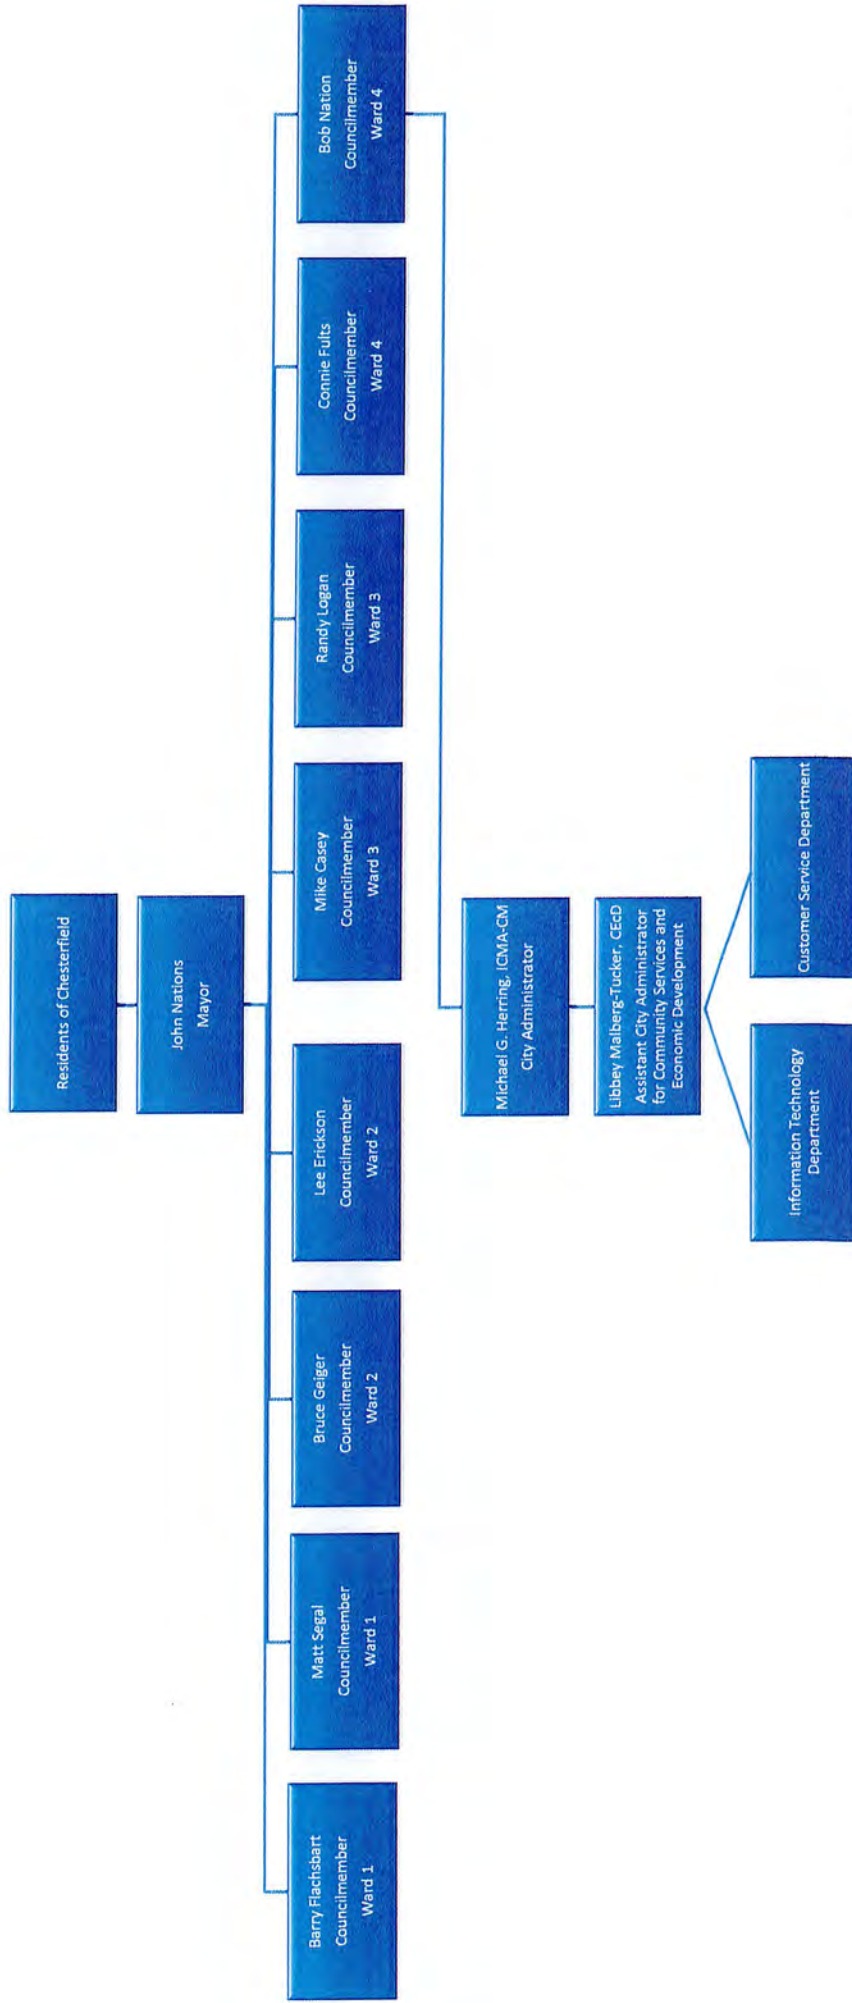 Residents of Chesterfield
John Nations
Mayor
Barry Flachsbart
Councilmember
Ward 1
Matt Segal
Councilmember
Ward 1
Bruce Geiger
Councilmember
Ward 2
Lee Erickson
Councilmember
Ward 2
Mike Casey
Councilmember
Ward 3
Randy Logan
Councilmember
Ward 3
Connie Fults
Councilmember
Ward 4
Bob Nation
Councilmember
Ward 4
Michael G. Herring, ICMA-CM
City Administrator
Libbey Malberg-Tucker, CEcD
Assistant City Administrator
for Community Services and
Economic Development
Information Technology
Department
Customer Service Department